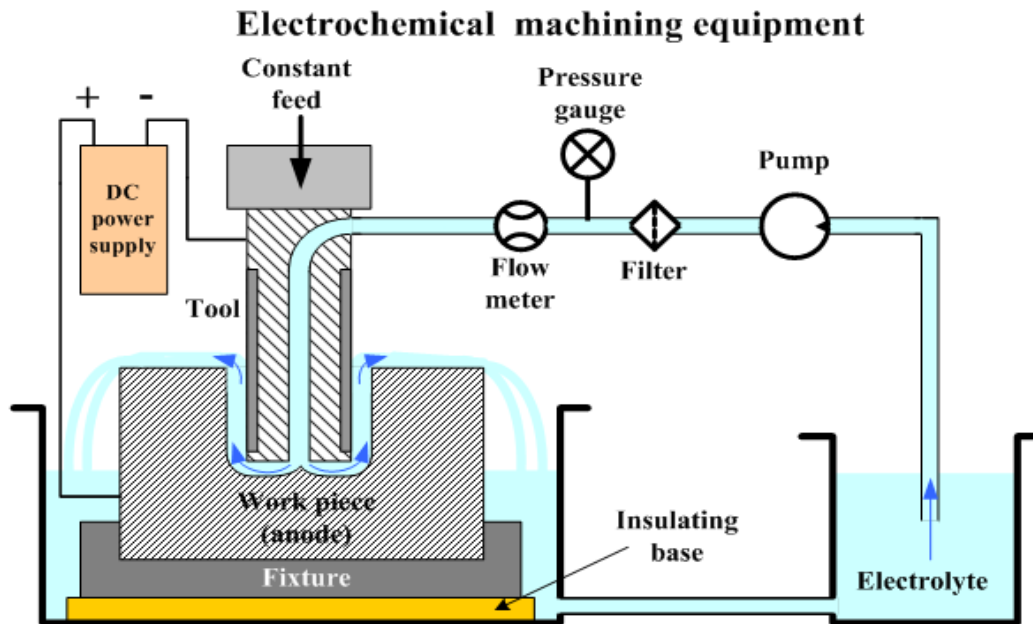 Electrochemical machining equipment
Constant
feed
+ -
DC
power
supply
Pressure
gauge
Pump
Flow
meter
Filter
Tool
Work piece
(anode)
Fixture
Insulating
base
Electrolyte